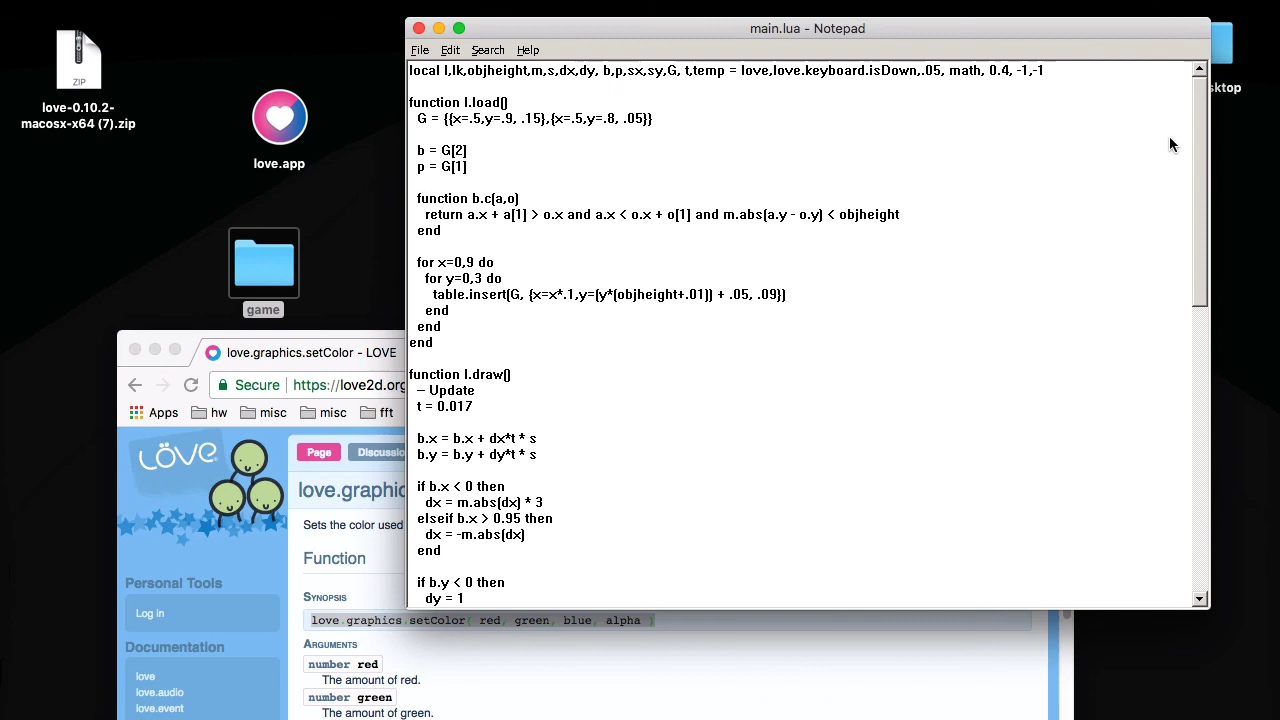 main.lua - Notepad
File Edit Search Help
local l,lk,objheight,m,s,dx,dy, b,p,sx,sy,G, t,temp = love,love.keyboard.isDown,.05, math, 0.4, -1,-1
function l.load()
G = {{x=.5,y=.9, .15},{x=.5,y=.8, .05}}
b = G[2]
p = G[1]
function b.c(a,o)
return a.x + a[1] > o.x and a.x < o.x + o[1] and m.abs(a.y - o.y) < objheight
end
for x=0,9 do
for y=0,3 do
table.insert(G, {x=x*.1,y=(y*(objheight+.01)) + .05, .09})
end
end
end
function l.draw()
-- Update
t = 0.017
b.x = b.x + dx*t * s
b.y = b.y + dy*t * s
if b.x < 0 then
dx = m.abs(dx) * 3
elseif b.x > 0.95 then
dx = -m.abs(dx)
end
if b.y < 0 then
dy = 1
ZIP
love-0.10.2-
macosx-x64 (7).zip
love.app
game
sktop
love.graphics.setColor - LOVE
Secure https://love2d.org
Apps hw misc misc fft
LÖVE
Page Discussio
love.graphic
Sets the color used
Function
Synopsis
love.graphics.setColor( red, green, blue, alpha )
Arguments
number red
The amount of red.
number green
The amount of green.
Personal Tools
Log in
Documentation
love
love.audio
love.event